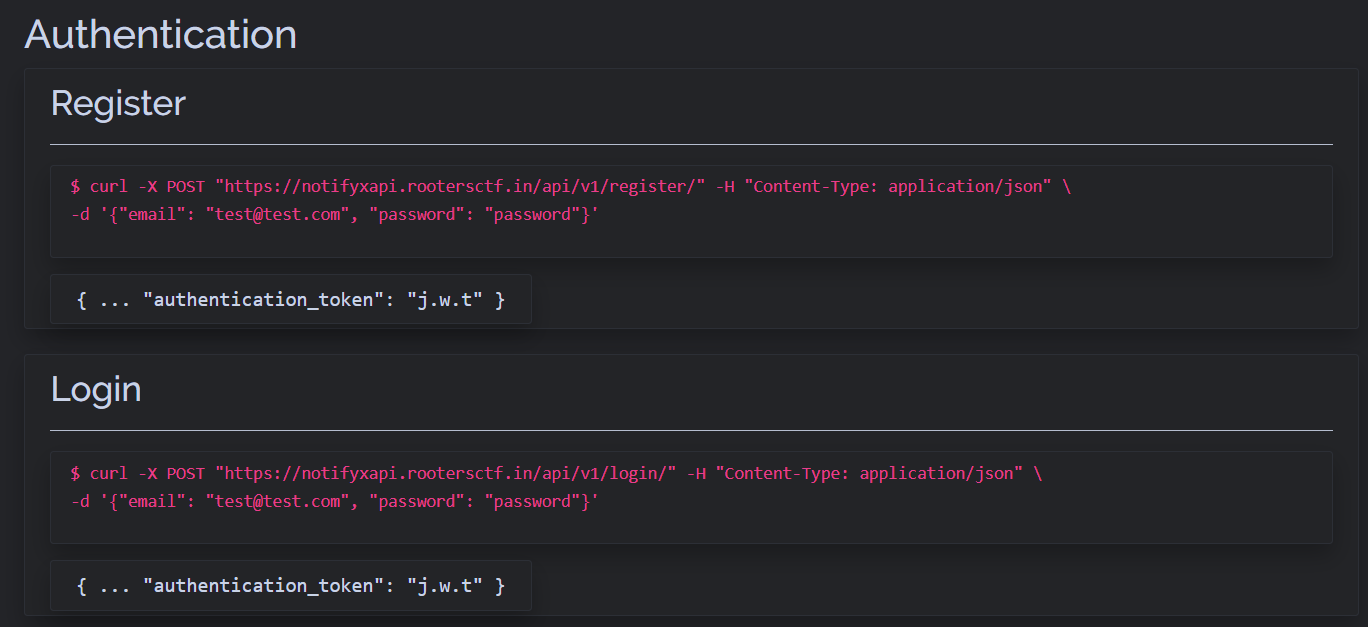 Authentication
Register
$ curl -X POST "https://notifyxapi.rootersctf.in/api/v1/register/" -H "Content-Type: application/json" \
-d '{"email": "test@test.com", "password": "password"}'
{ ... "authentication_token": "j.w.t" }
Login
$ curl -X POST "https://notifyxapi.rootersctf.in/api/v1/login/" -H "Content-Type: application/json" \
-d '{"email": "test@test.com", "password": "password"}'
{ ... "authentication_token": "j.w.t" }